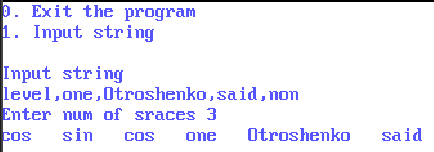 0. Exit the program
1. Input string
Input string
level,one,Otroshenko,said,non
Enter num of sraces 3
cos   sin   cos   one   Otroshenko   said